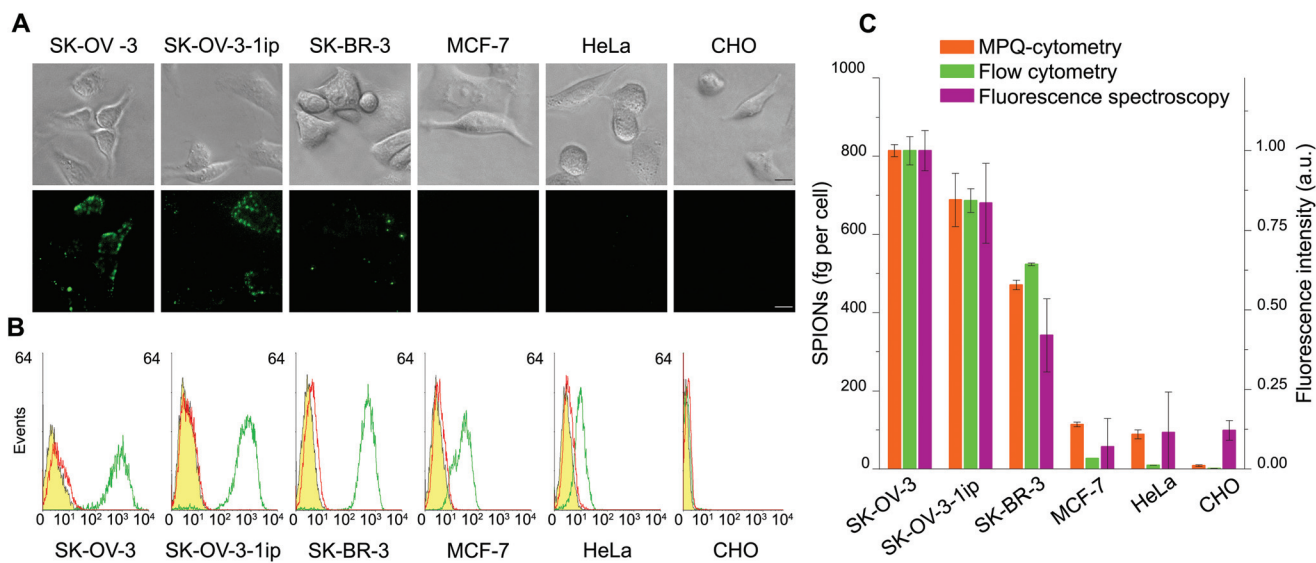 A
SK-OV -3 SK-OV-3-1ip SK-BR-3 MCF-7 HeLa CHO
B
64 64 64 64 64
Events
0 10¹ 10² 10³ 10⁴ 0 10¹ 10² 10³ 10⁴ 0 10¹ 10² 10³ 10⁴ 0 10¹ 10² 10³ 10⁴ 0 10¹ 10² 10³ 10⁴ 0 10¹ 10² 10³ 10⁴
SK-OV-3 SK-OV-3-1ip SK-BR-3 MCF-7 HeLa CHO
C
MPQ-cytometry
Flow cytometry
Fluorescence spectroscopy
SPIONs (fg per cell)
1000
800
600
400
200
0
Fluorescence intensity (a.u.)
1.00
0.75
0.50
0.25
0.00
SK-OV-3 SK-OV-3-1ip SK-BR-3 MCF-7 HeLa CHO